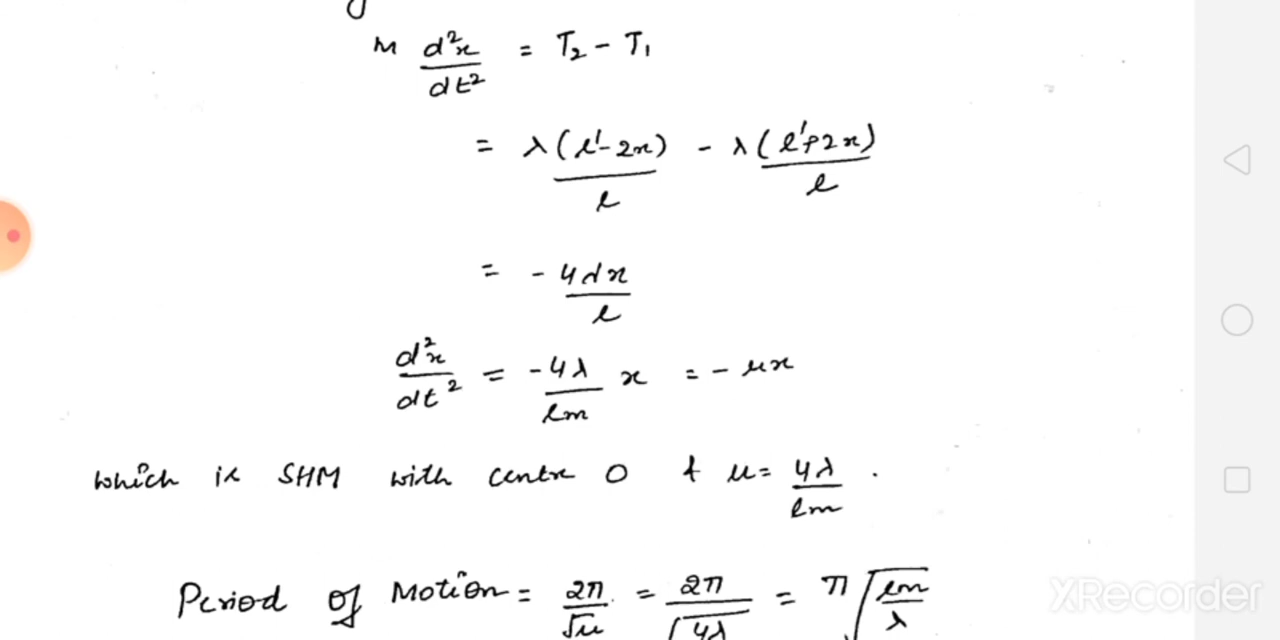 m d²x/dt² = T₂ - T₁
= λ(l'-2x)/l - λ(l'+2x)/l
= - 4λx/l
d²x/dt² = -4λ/lm x = - μx
which is SHM with centre O & μ = 4λ/lm .
Period of Motion = 2π/√μ = 2π/√4λ = π√lm/λ
XRecorder